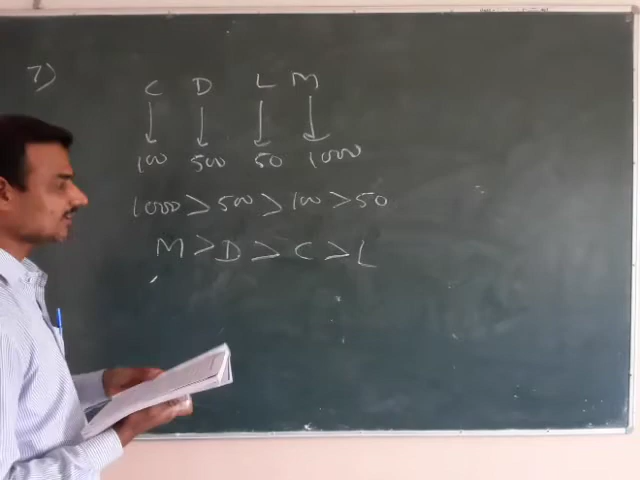 7) C D L M
↓ ↓ ↓ ↓
100 500 50 1000
1000 > 500 > 100 > 50
M > D > C > L